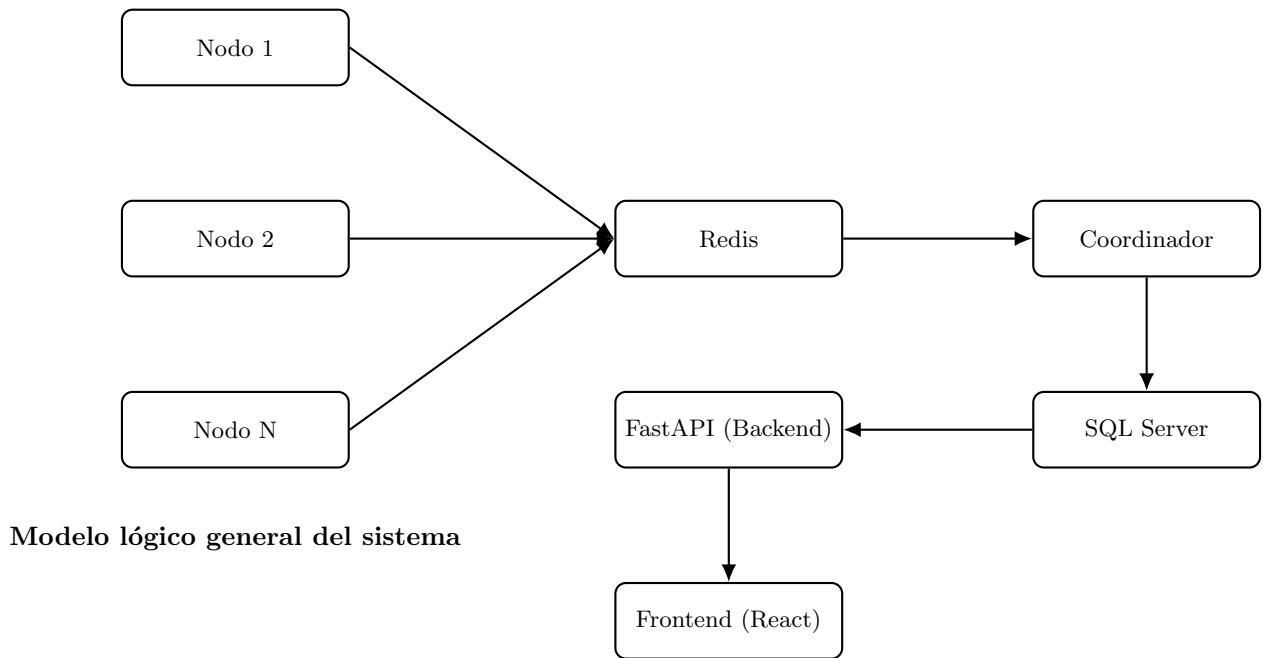 Nodo 1
Nodo 2
Redis
Coordinador
Nodo N
FastAPI (Backend)
SQL Server
Modelo lógico general del sistema
Frontend (React)